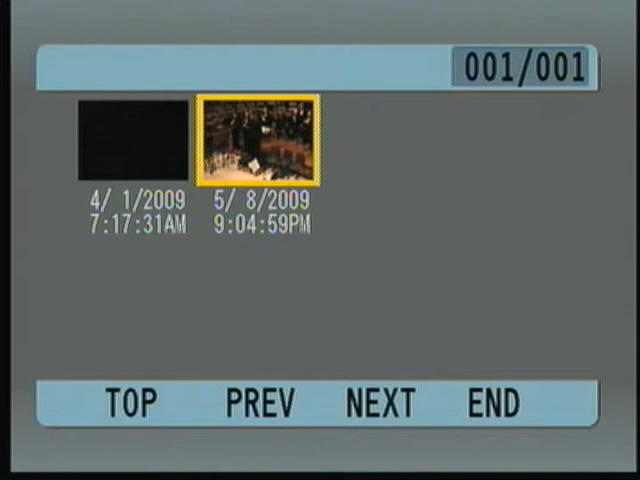 001/001
4/ 1/2009 5/ 8/2009
7:17:31AM 9:04:59PM
TOP PREV NEXT END